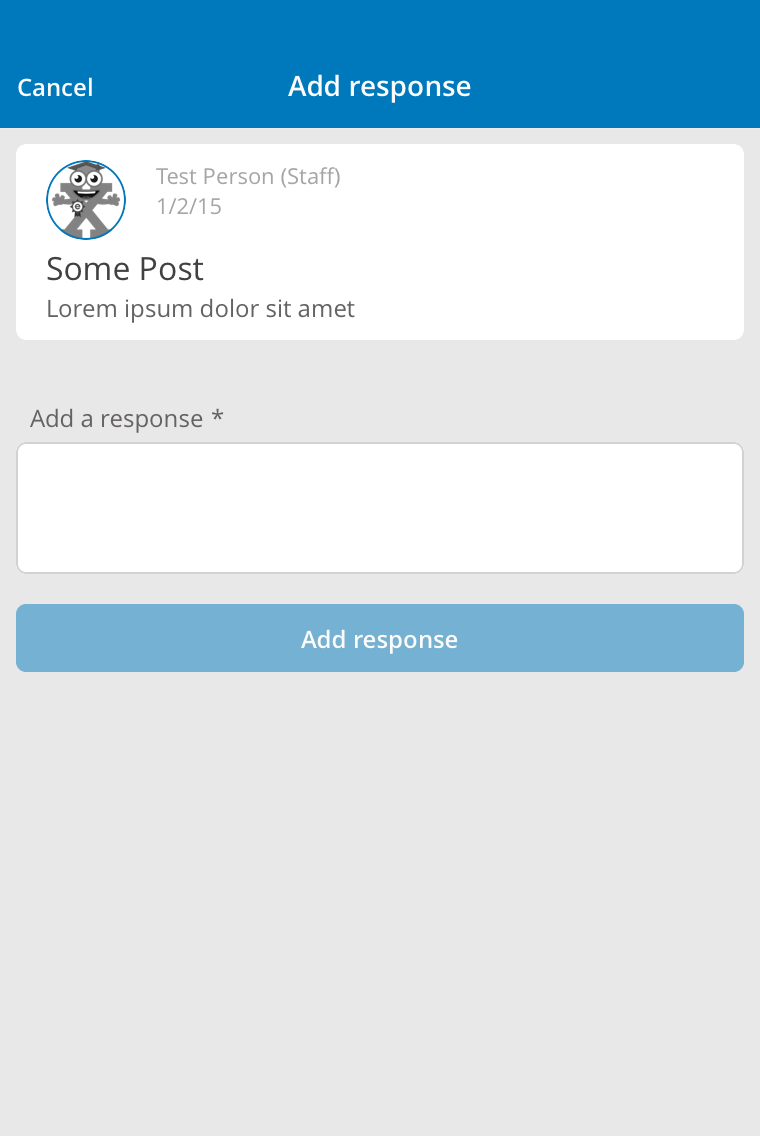 Cancel
Add response
Test Person (Staff)
1/2/15
Some Post
Lorem ipsum dolor sit amet
Add a response *
Add response